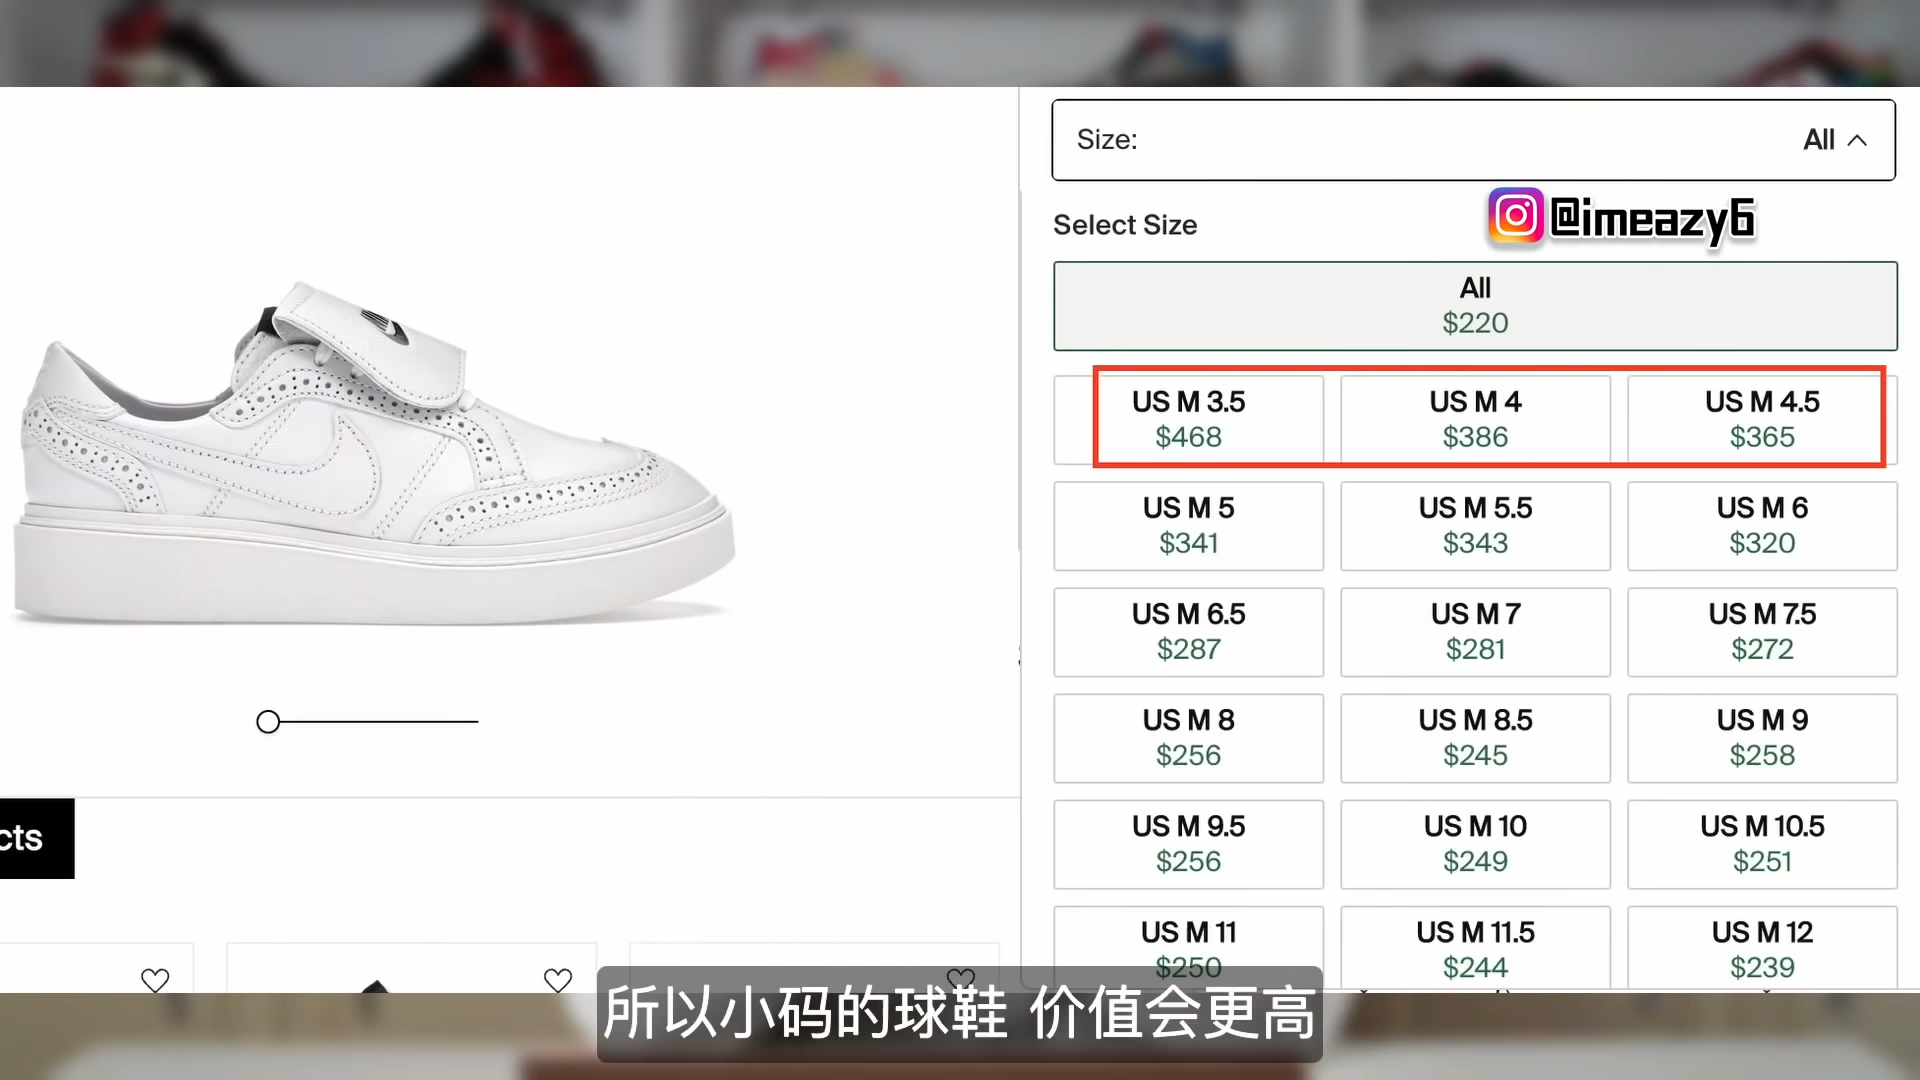 Size:
All
@imeazy6
Select Size
All
$220
US M 3.5
$468
US M 4
$386
US M 4.5
$365
US M 5
$341
US M 5.5
$343
US M 6
$320
US M 6.5
$287
US M 7
$281
US M 7.5
$272
US M 8
$256
US M 8.5
$245
US M 9
$258
US M 9.5
$256
US M 10
$249
US M 10.5
$251
US M 11
$250
US M 11.5
$244
US M 12
$239
cts
所以小码的球鞋 价值会更高